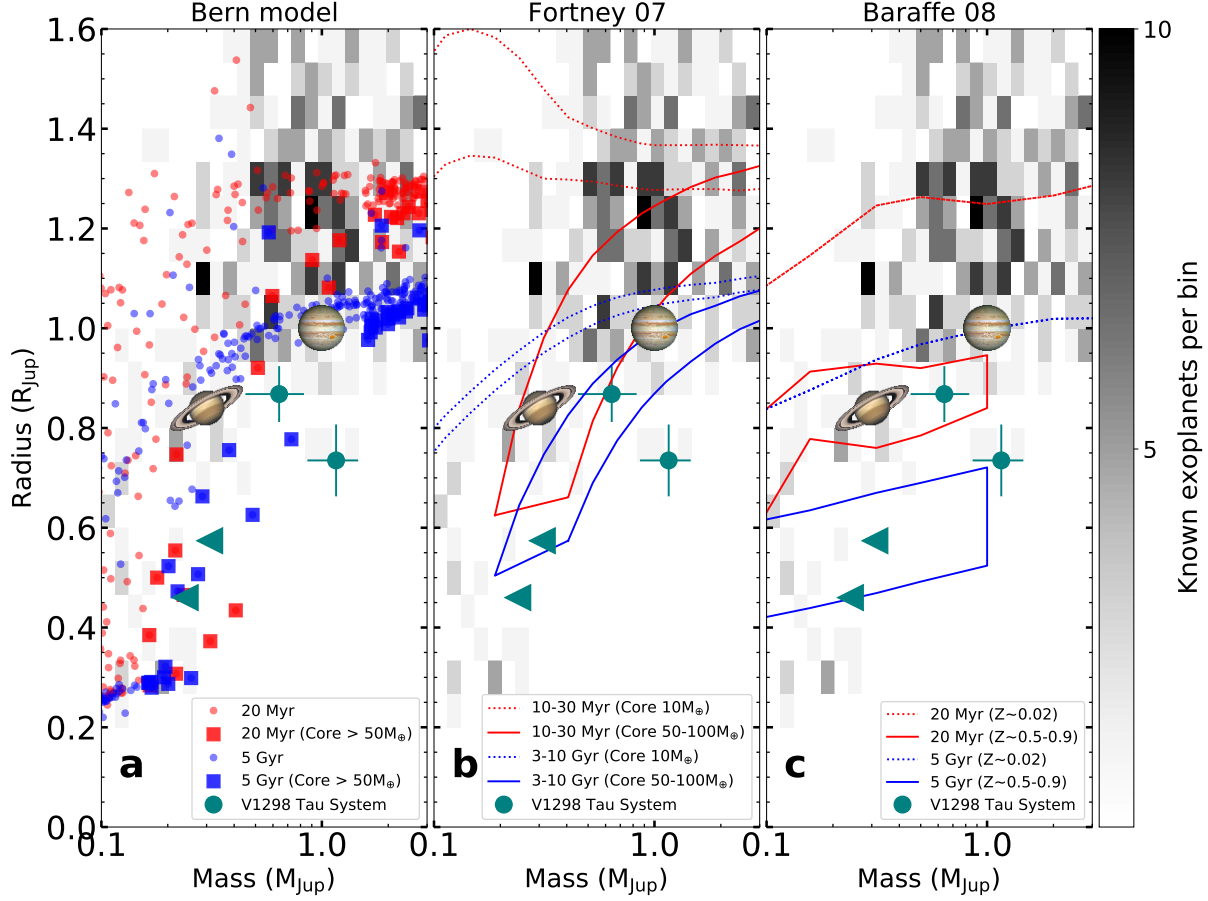 Bern model
Fortney 07
Baraffe 08
1.6
1.4
1.2
1.0
0.8
0.6
0.4
0.2
0.0
Radius (R_Jup)
20 Myr
20 Myr (Core > 50M⊕)
5 Gyr
5 Gyr (Core > 50M⊕)
V1298 Tau System
a
10-30 Myr (Core 10M⊕)
10-30 Myr (Core 50-100M⊕)
3-10 Gyr (Core 10M⊕)
3-10 Gyr (Core 50-100M⊕)
V1298 Tau System
b
20 Myr (Z~0.02)
20 Myr (Z~0.5-0.9)
5 Gyr (Z~0.02)
5 Gyr (Z~0.5-0.9)
V1298 Tau System
c
0.1
1.0
0.1
1.0
0.1
1.0
Mass (M_Jup)
Mass (M_Jup)
Mass (M_Jup)
10
5
Known exoplanets per bin